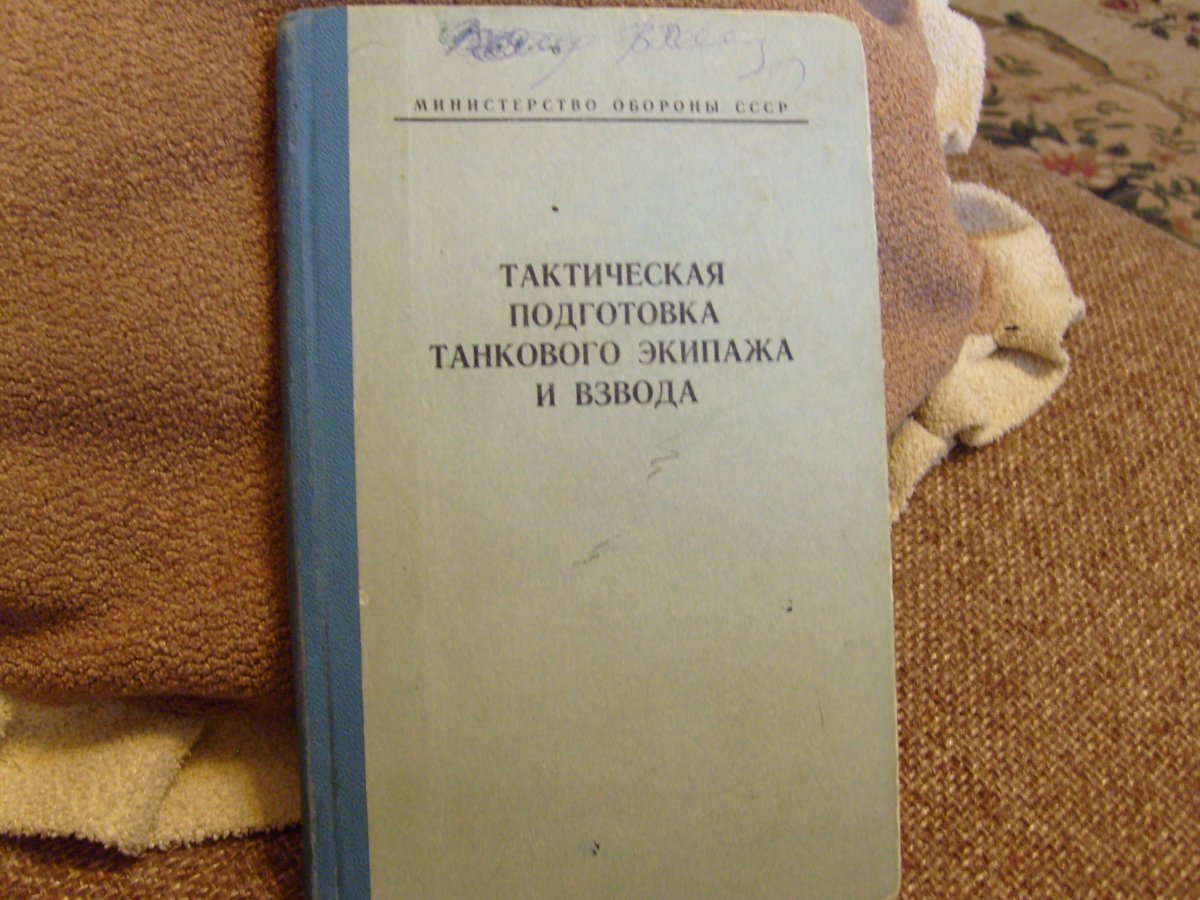 МИНИСТЕРСТВО ОБОРОНЫ СССР
ТАКТИЧЕСКАЯ
ПОДГОТОВКА
ТАНКОВОГО ЭКИПАЖА
И ВЗВОДА